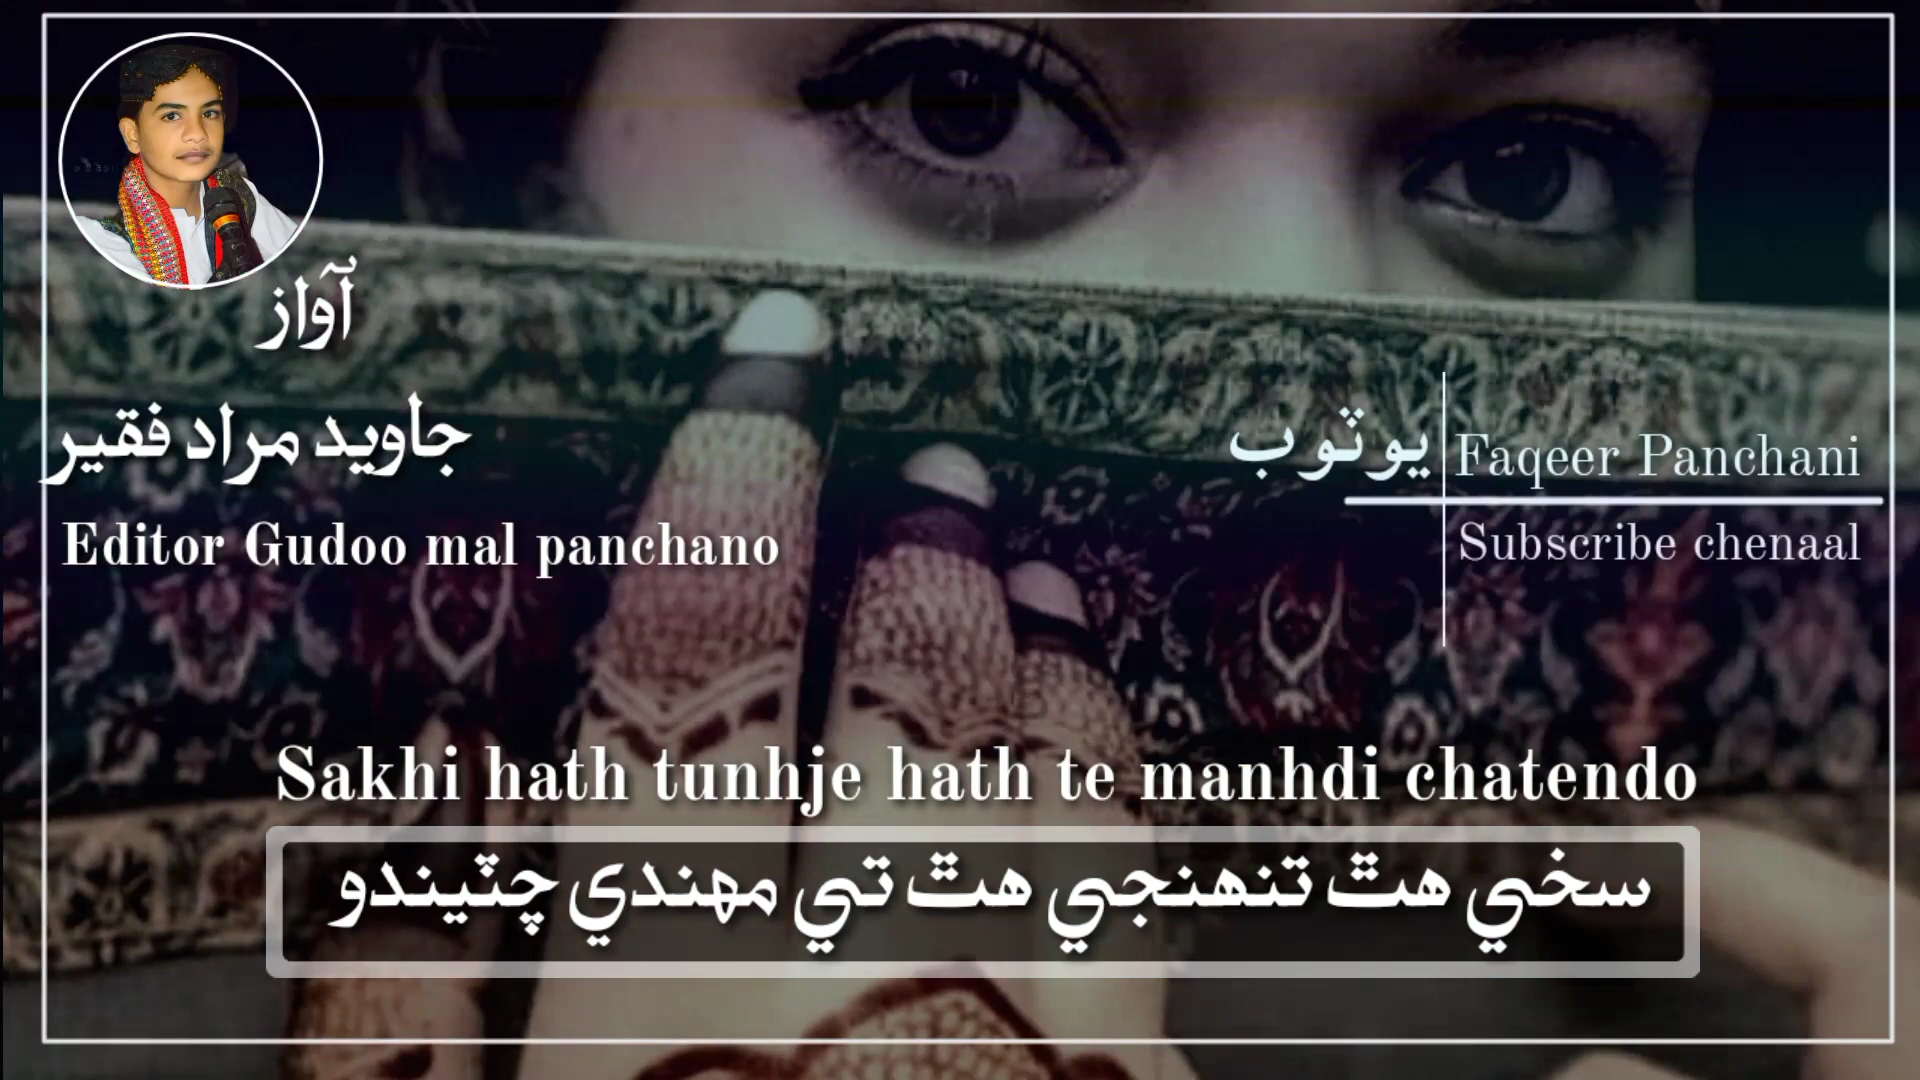 آواز
جاويد مراد فقير
Editor Gudoo mal panchano
يوٽوب
Faqeer Panchani
Subscribe chenaal
Sakhi hath tunhje hath te manhdi chatendo
سخي هٿ تنهنجي هٿ تي مهندي چٽيندو